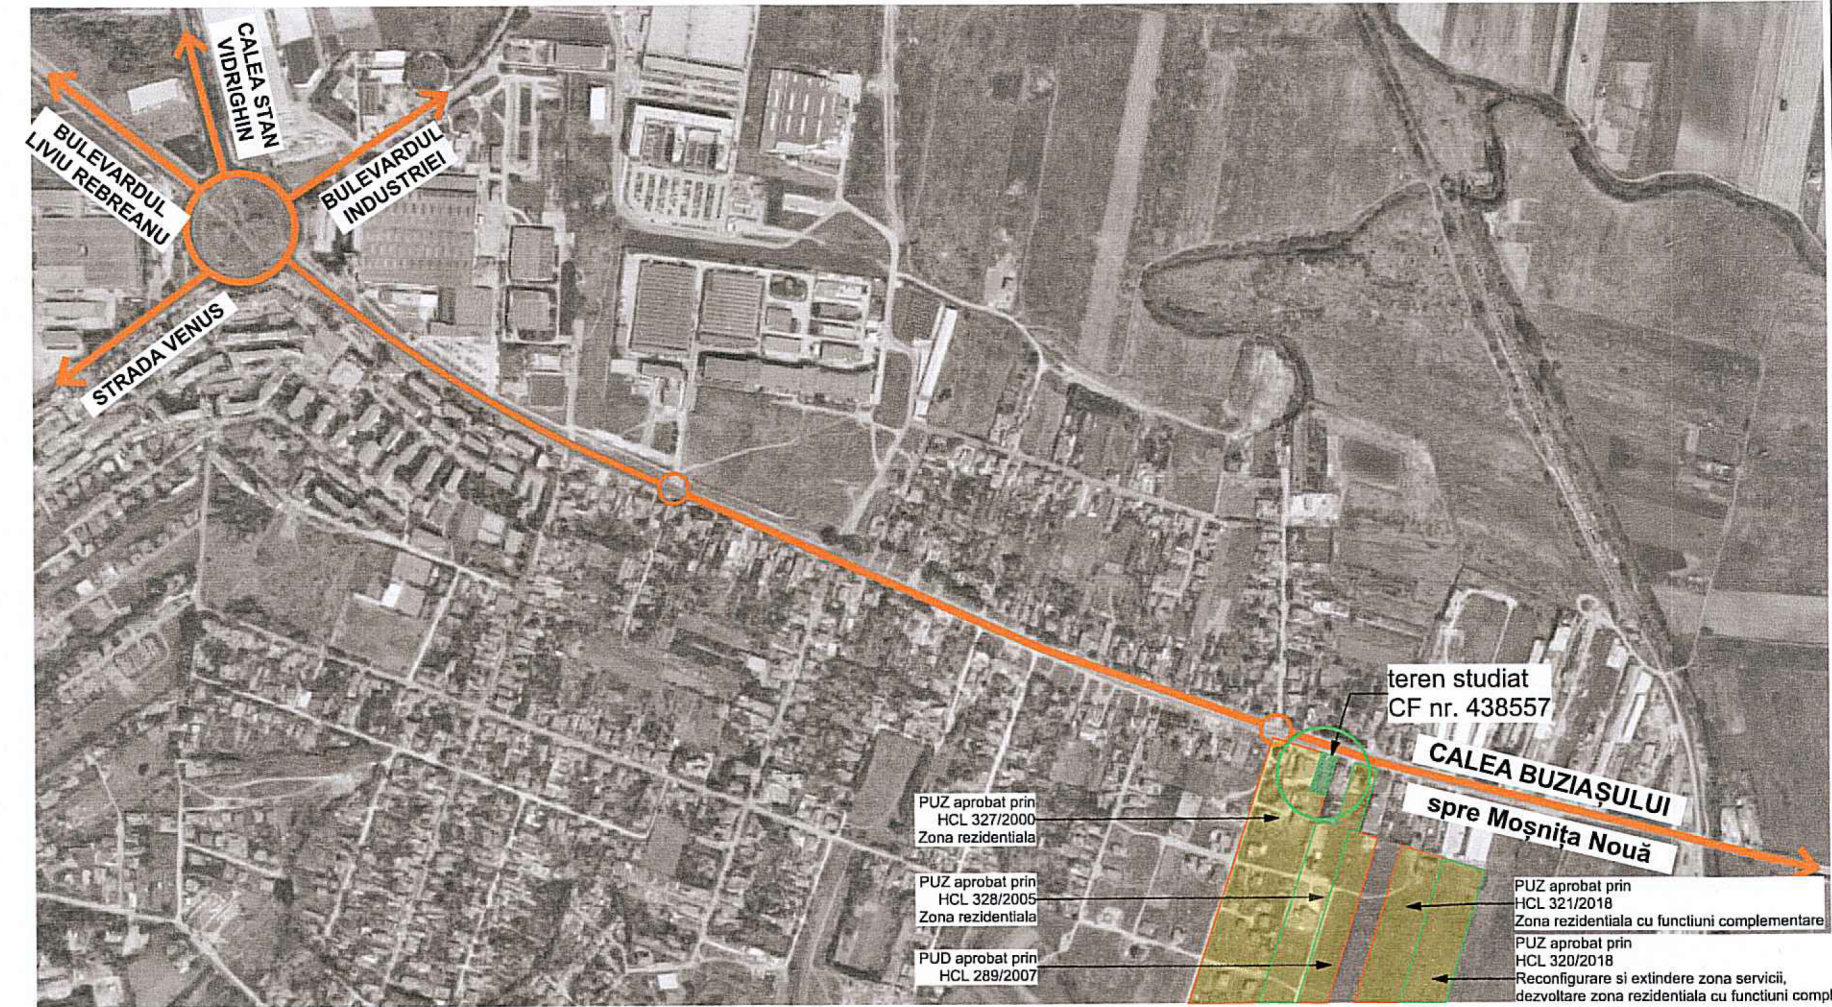 CALEA STAN
VIDRIGHIN
BULEVARDUL
LIVIU REBREANU
BULEVARDUL
INDUSTRIEI
STRADA VENUS
teren studiat
CF nr. 438557
CALEA BUZIAȘULUI
spre Moșnița Nouă
PUZ aprobat prin
HCL 327/2000
Zona rezidentiala
PUZ aprobat prin
HCL 328/2005
Zona rezidentiala
PUD aprobat prin
HCL 289/2007
PUZ aprobat prin
HCL 321/2018
Zona rezidentiala cu functiuni complementare
PUZ aprobat prin
HCL 320/2018
Reconfigurare si extindere zona servicii,
dezvoltare zona rezidentiala cu functiuni compl